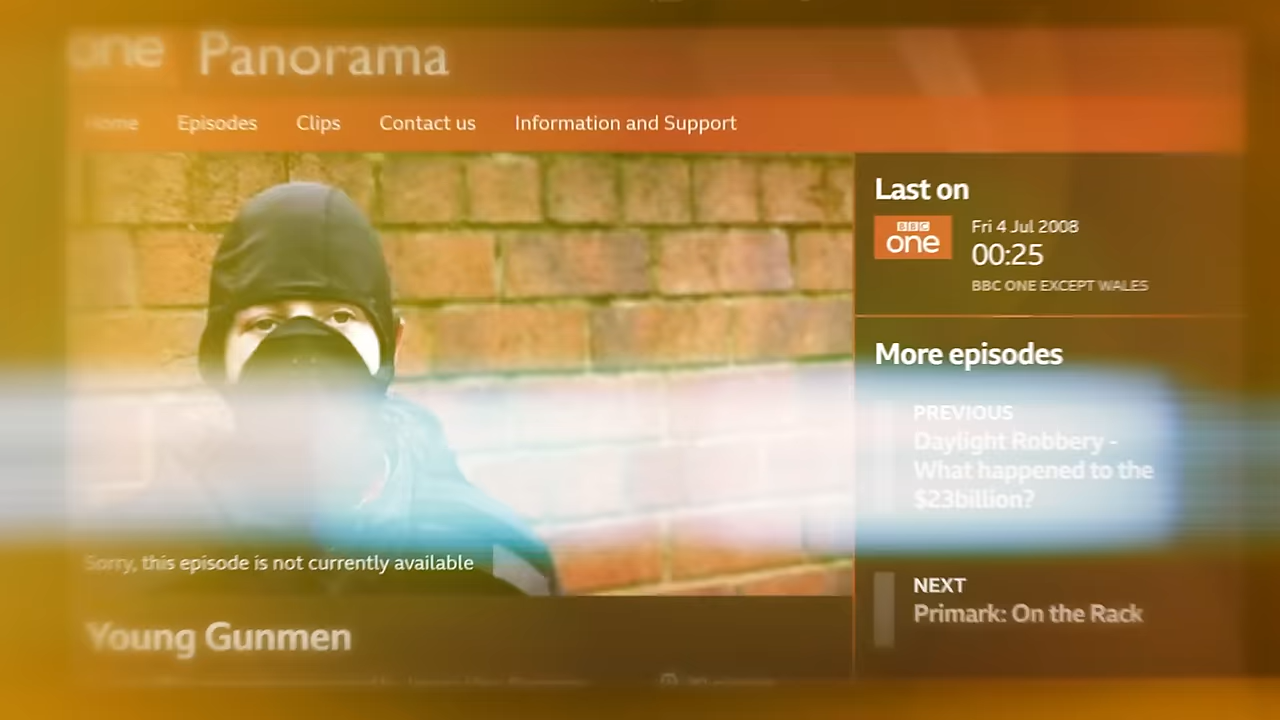 one Panorama
Home Episodes Clips Contact us Information and Support
Last on
BBC
one
Fri 4 Jul 2008
00:25
BBC ONE EXCEPT WALES
More episodes
PREVIOUS
Daylight Robbery -
What happened to the
$23billion?
Sorry, this episode is not currently available
NEXT
Primark: On the Rack
Young Gunmen